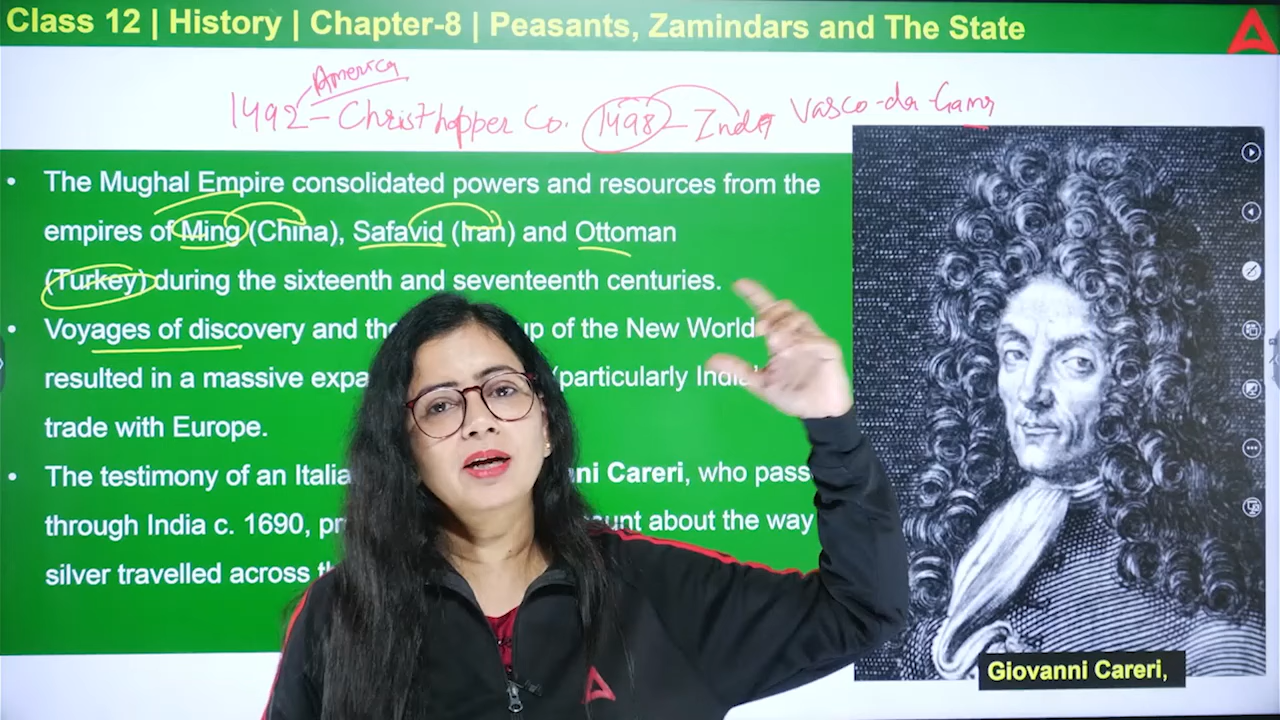 Class 12 | History | Chapter-8 | Peasants, Zamindars and The State
America
1492 – Christhopper Co. 1498 – India Vasco-da-Gama
• The Mughal Empire consolidated powers and resources from the
empires of Ming (China), Safavid (Iran) and Ottoman
(Turkey) during the sixteenth and seventeenth centuries.
• Voyages of discovery and the up of the New World
resulted in a massive expa (particularly India'
trade with Europe.
• The testimony of an Italia nni Careri, who pass
through India c. 1690, pr unt about the way
silver travelled across th
Giovanni Careri,